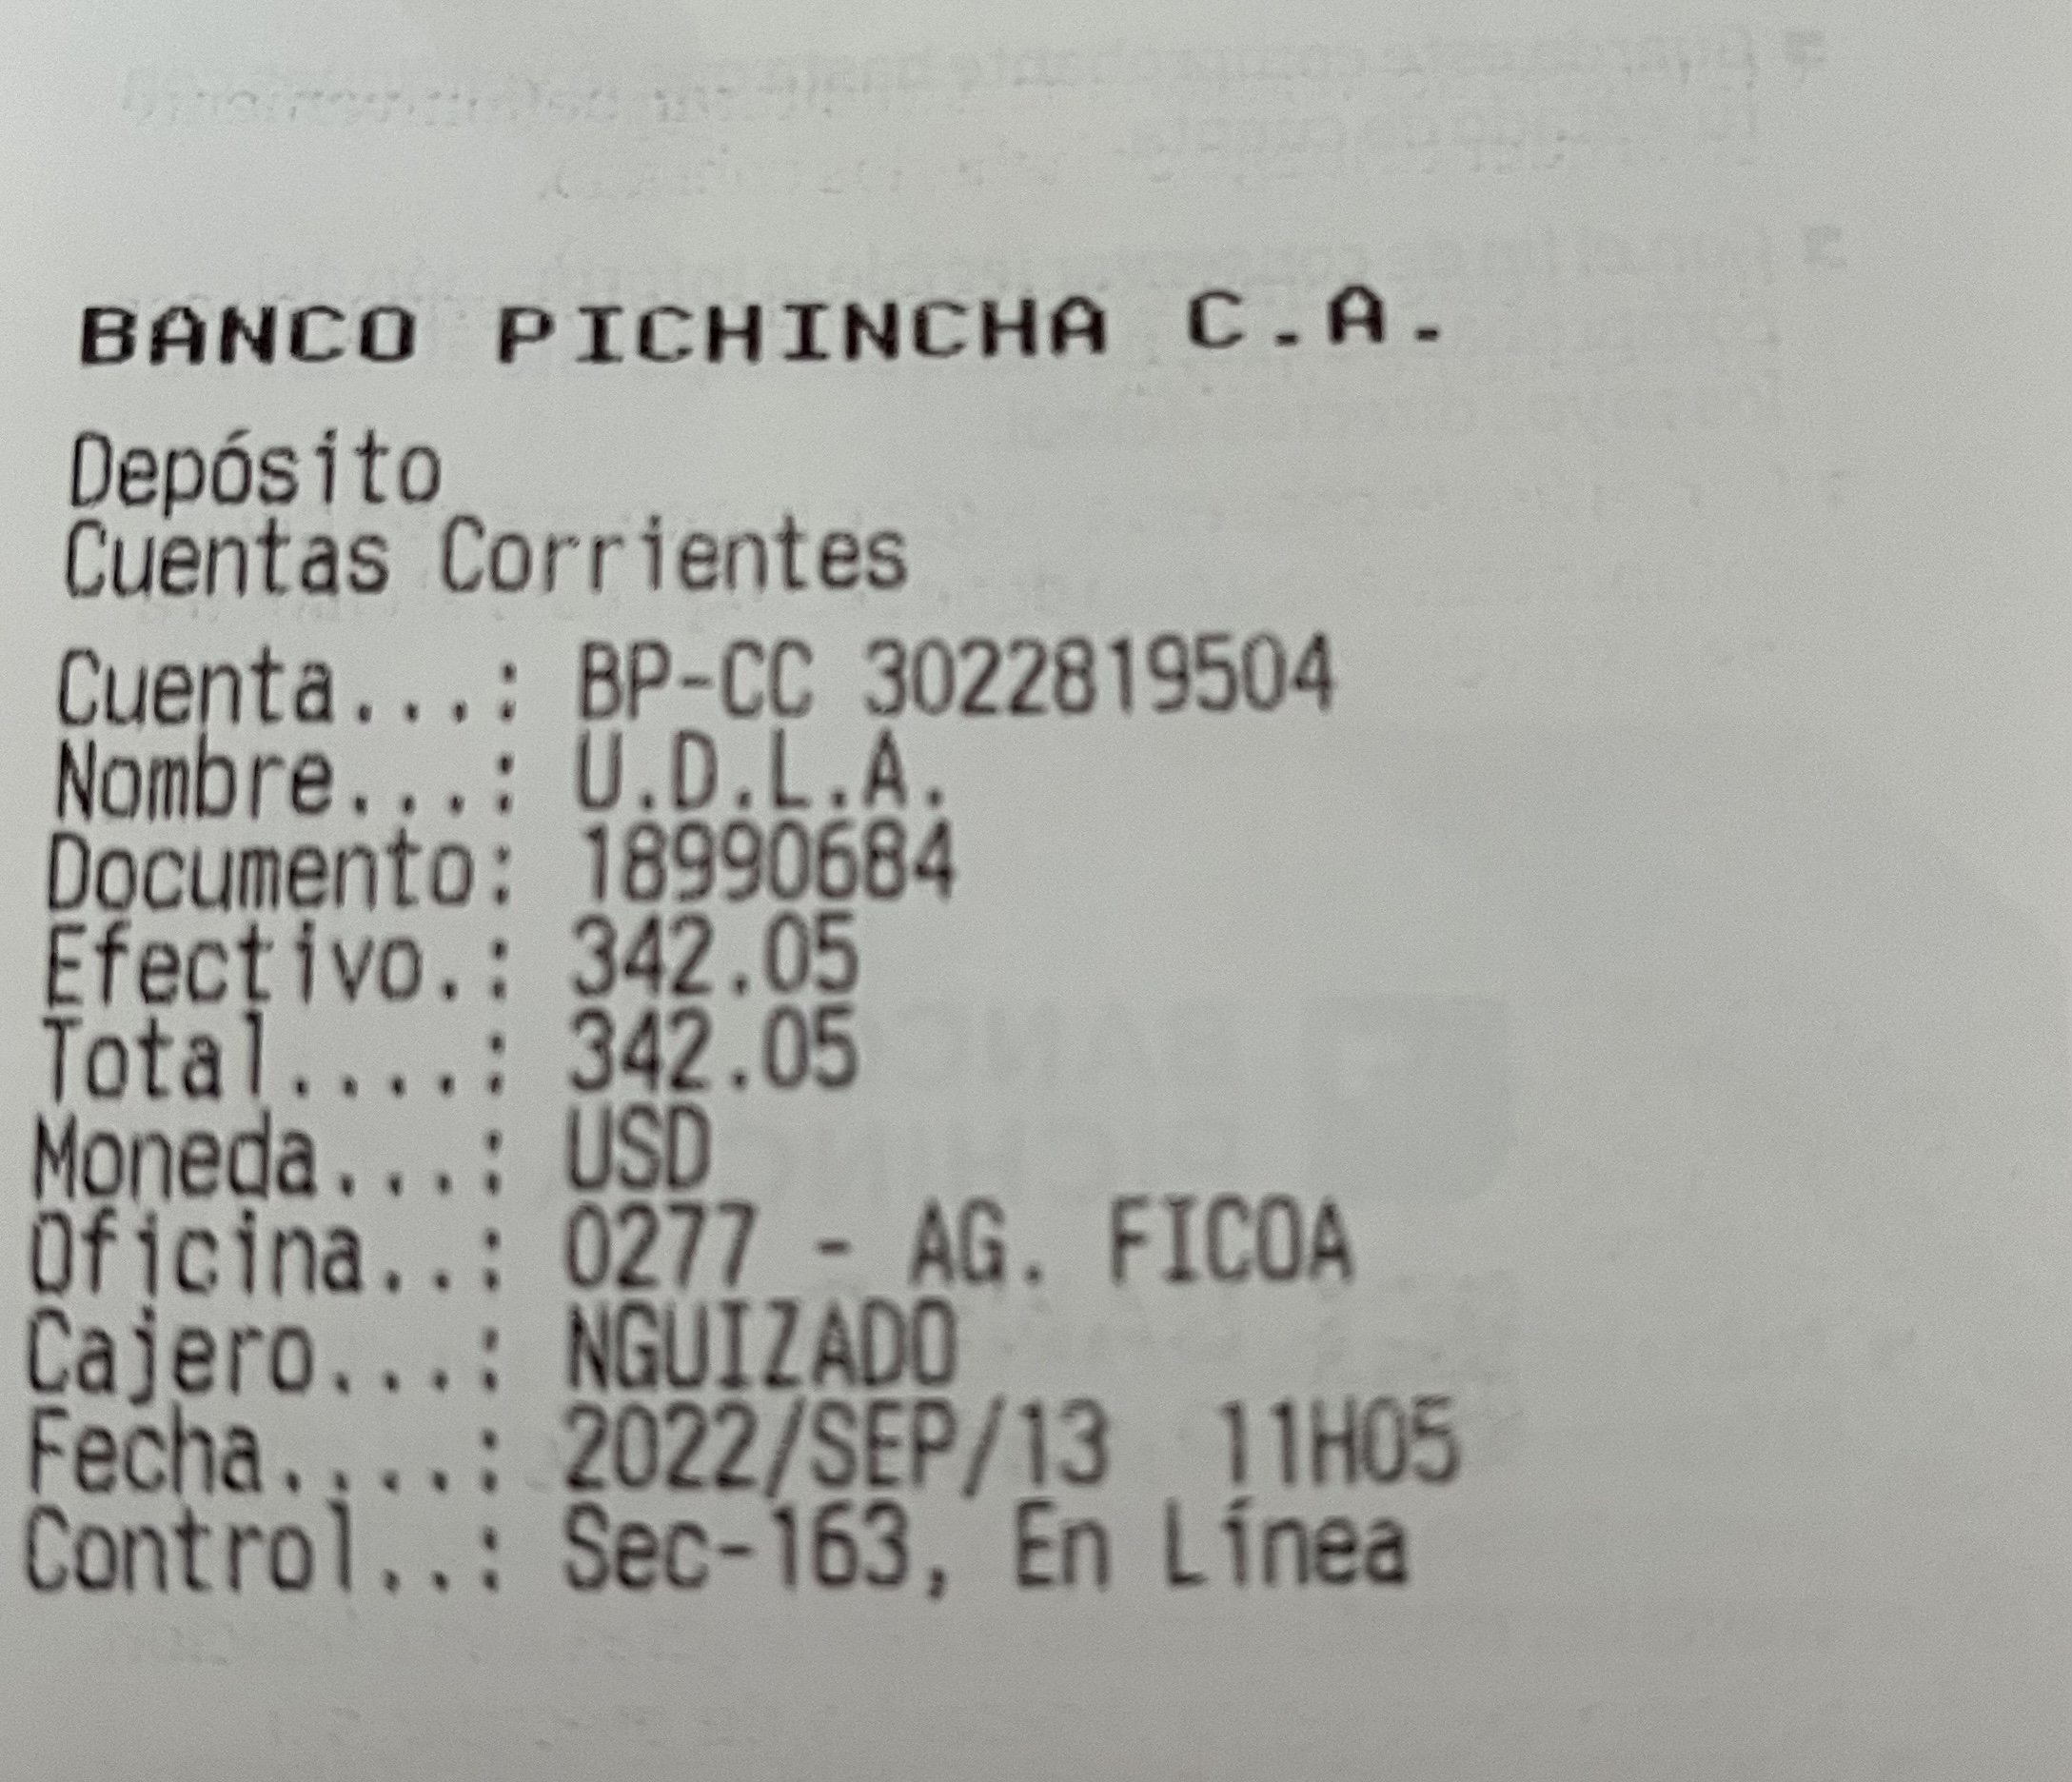 BANCO PICHINCHA C.A.
Depósito
Cuentas Corrientes
Cuenta...: BP-CC 3022819504
Nombre...: U.D.L.A.
Documento: 18990684
Efectivo.: 342.05
Total....: 342.05
Moneda...: USD
Oficina..: 0277 - AG. FICOA
Cajero...: NGUIZADO
Fecha....: 2022/SEP/13 11H05
Control..: Sec-163, En Línea